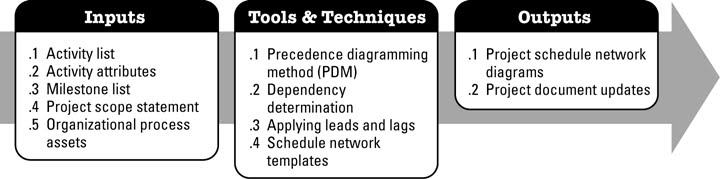 Inputs
.1 Activity list
.2 Activity attributes
.3 Milestone list
.4 Project scope statement
.5 Organizational process
assets
Tools & Techniques
.1 Precedence diagramming
method (PDM)
.2 Dependency
determination
.3 Applying leads and lags
.4 Schedule network
templates
Outputs
.1 Project schedule network
diagrams
.2 Project document updates